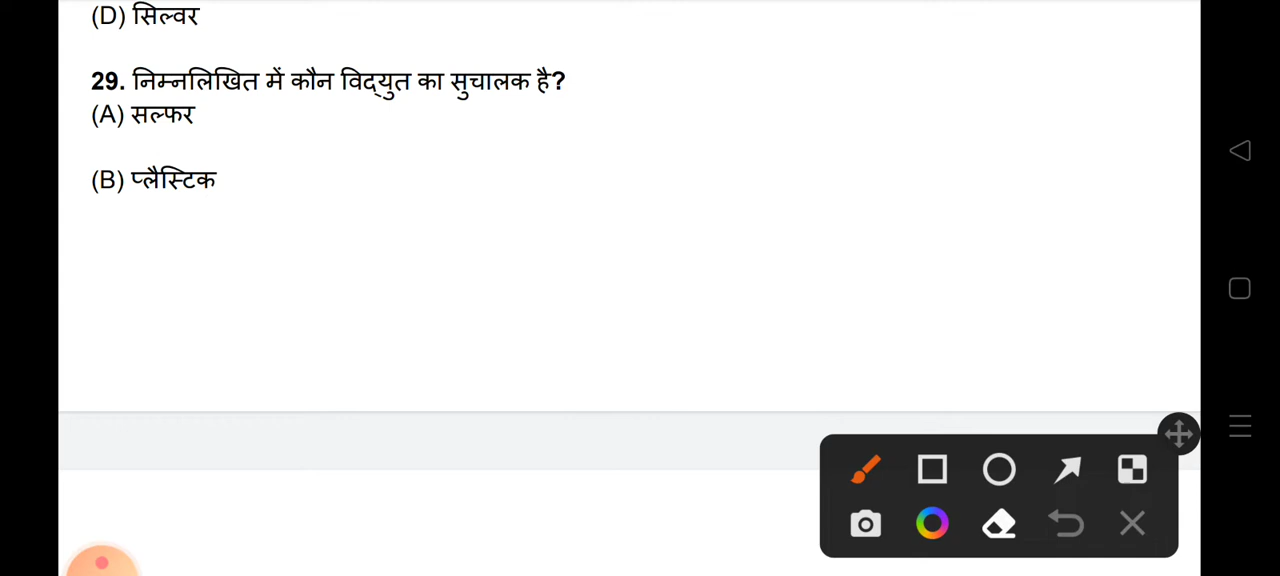 (D) सिल्वर
29. निम्नलिखित में कौन विद्युत का सुचालक है?
(A) सल्फर
(B) प्लैस्टिक